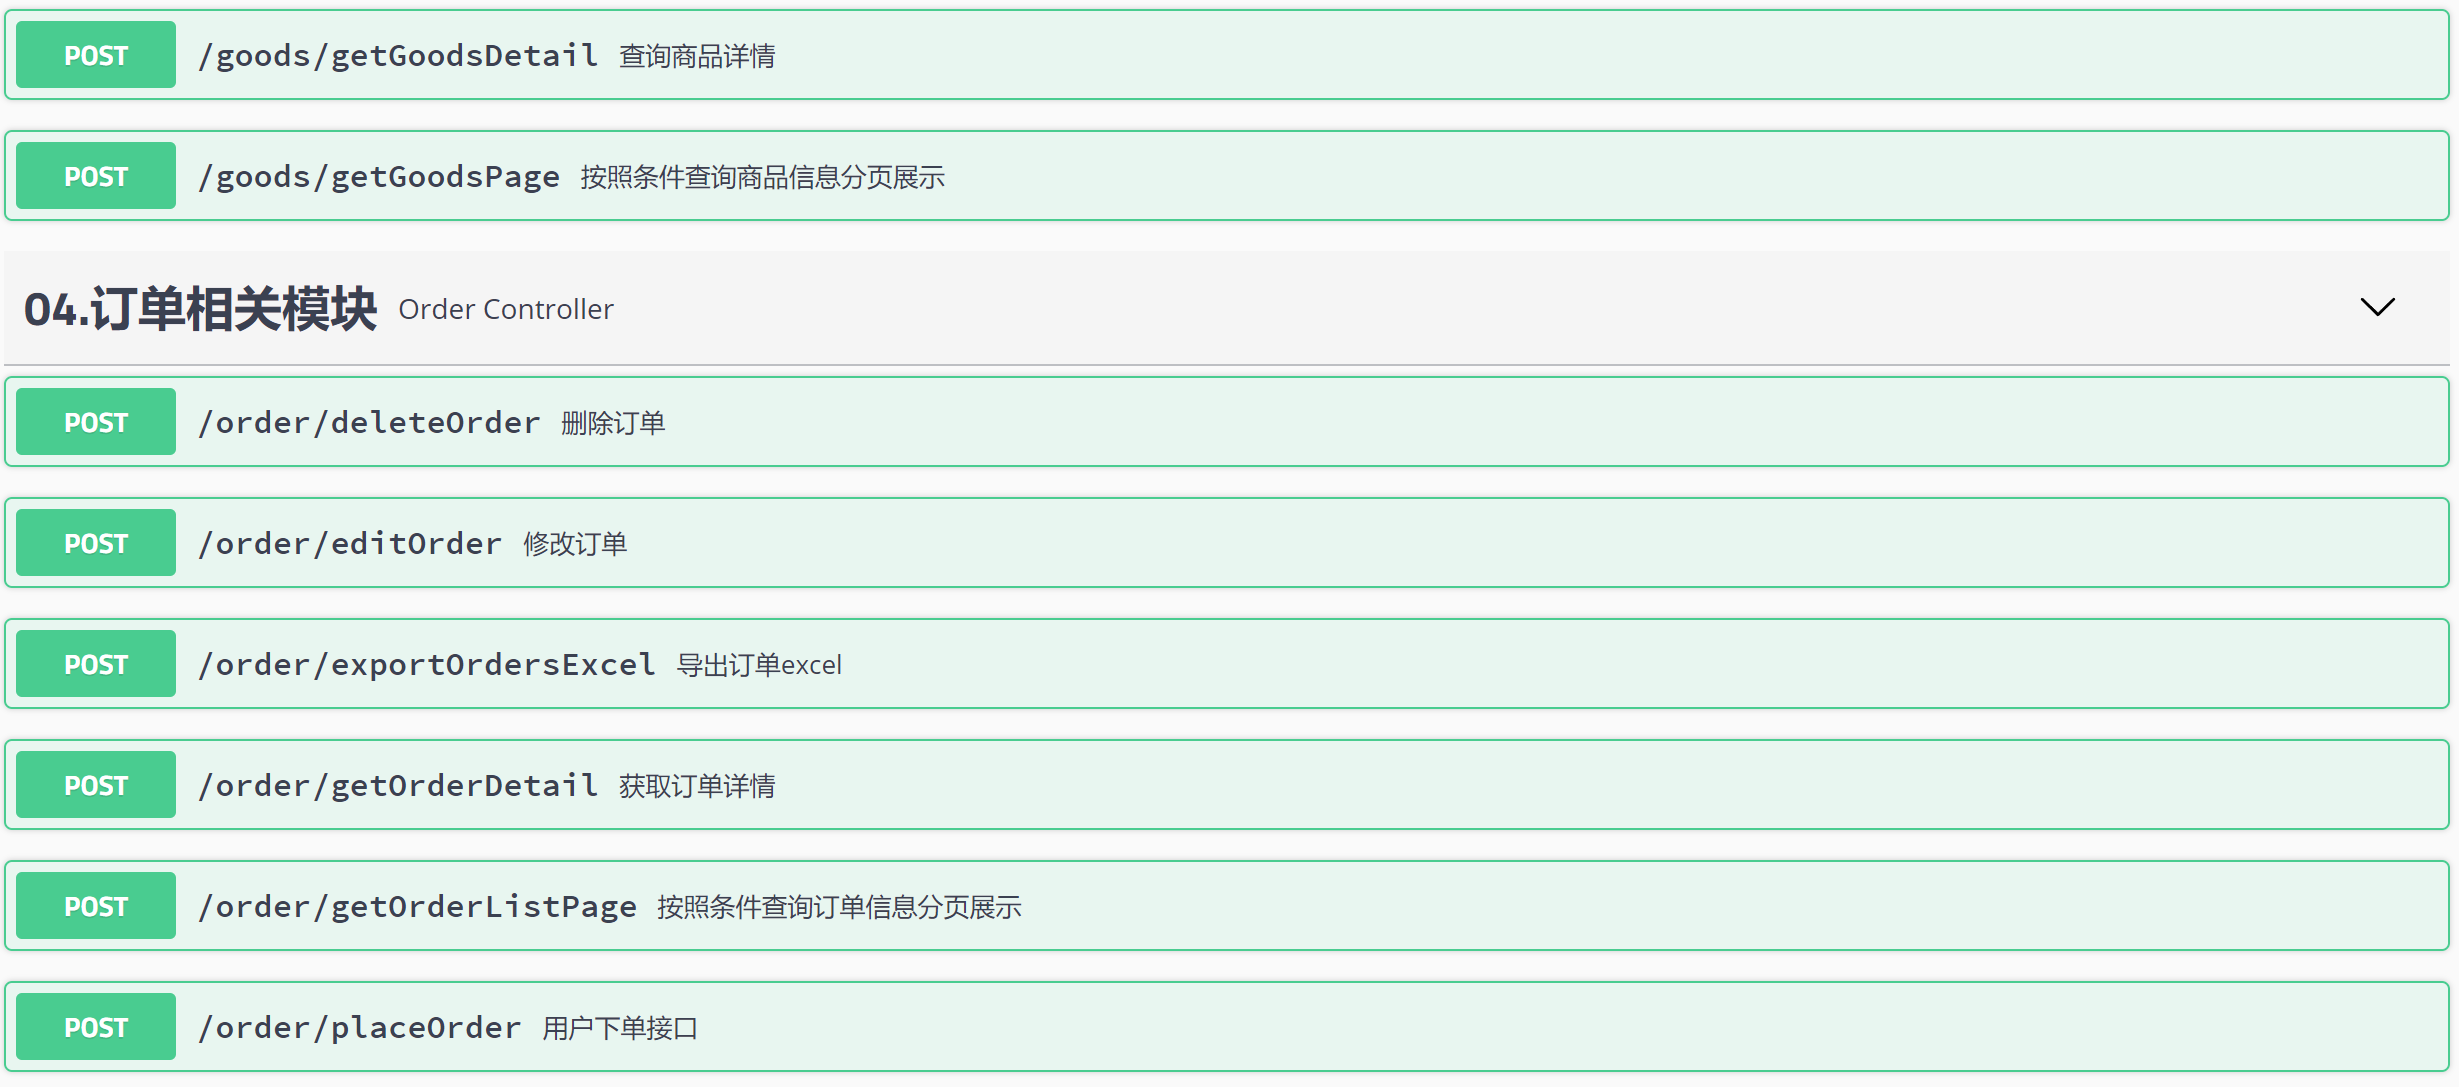 POST /goods/getGoodsDetail 查询商品详情
POST /goods/getGoodsPage 按照条件查询商品信息分页展示
04.订单相关模块 Order Controller
POST /order/deleteOrder 删除订单
POST /order/editOrder 修改订单
POST /order/exportOrdersExcel 导出订单excel
POST /order/getOrderDetail 获取订单详情
POST /order/getOrderListPage 按照条件查询订单信息分页展示
POST /order/placeOrder 用户下单接口